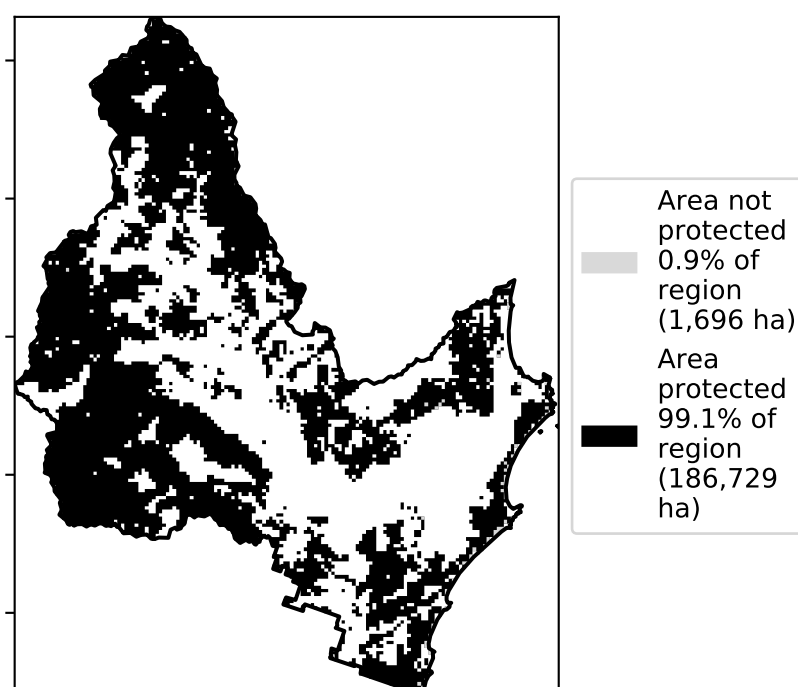 Area not
protected
0.9% of
region
(1,696 ha)
Area
protected
99.1% of
region
(186,729
ha)